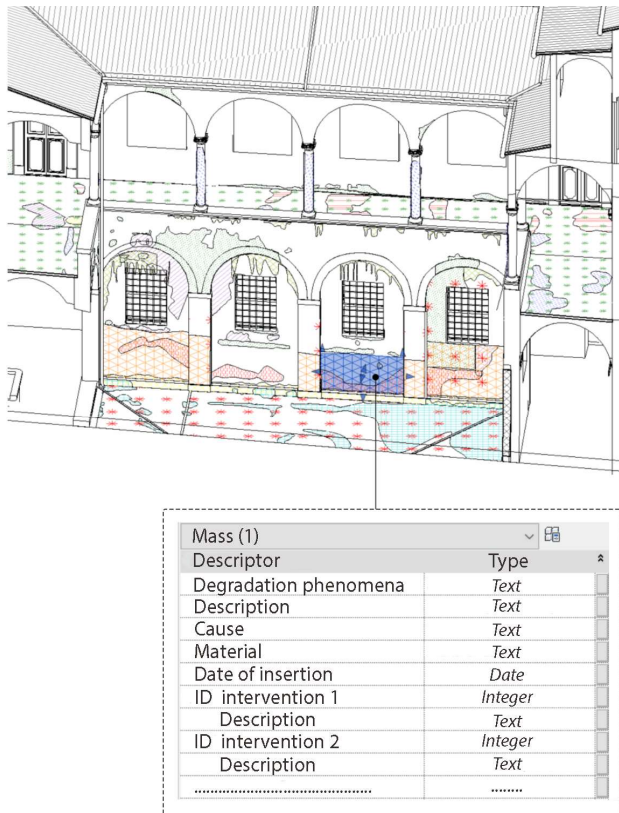 Mass (1)
Descriptor Type
Degradation phenomena Text
Description Text
Cause Text
Material Text
Date of insertion Date
ID intervention 1 Integer
Description Text
ID intervention 2 Integer
Description Text
............................................ ........